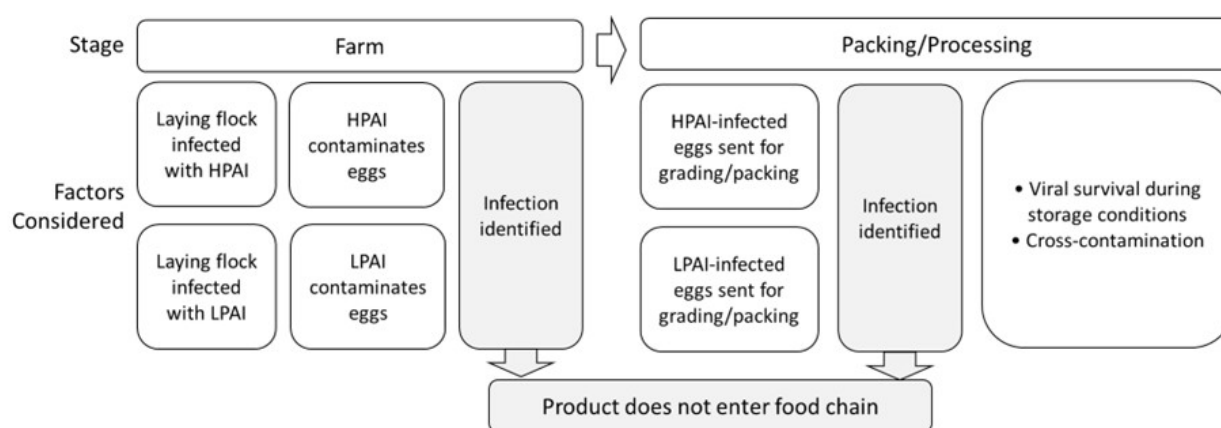 Stage
Farm
Packing/Processing
Factors
Considered
Laying flock
infected
with HPAI
HPAI
contaminates
eggs
Laying flock
infected
with LPAI
LPAI
contaminates
eggs
Infection
identified
HPAI-infected
eggs sent for
grading/packing
LPAI-infected
eggs sent for
grading/packing
Infection
identified
• Viral survival during
storage conditions
• Cross-contamination
Product does not enter food chain